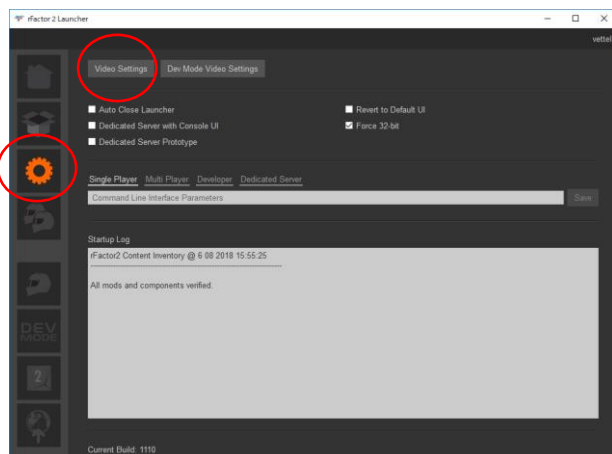 rFactor 2 Launcher
vettel
Video Settings Dev Mode Video Settings
Auto Close Launcher Revert to Default UI
Dedicated Server with Console UI Force 32-bit
Dedicated Server Prototype
Single Player Multi Player Developer Dedicated Server
Command Line Interface Parameters Save
Startup Log
rFactor2 Content Inventory @ 6 08 2018 15:55:25
--------------------------------------------------------------
All mods and components verified.
DEV
MODE
2
Current Build: 1110